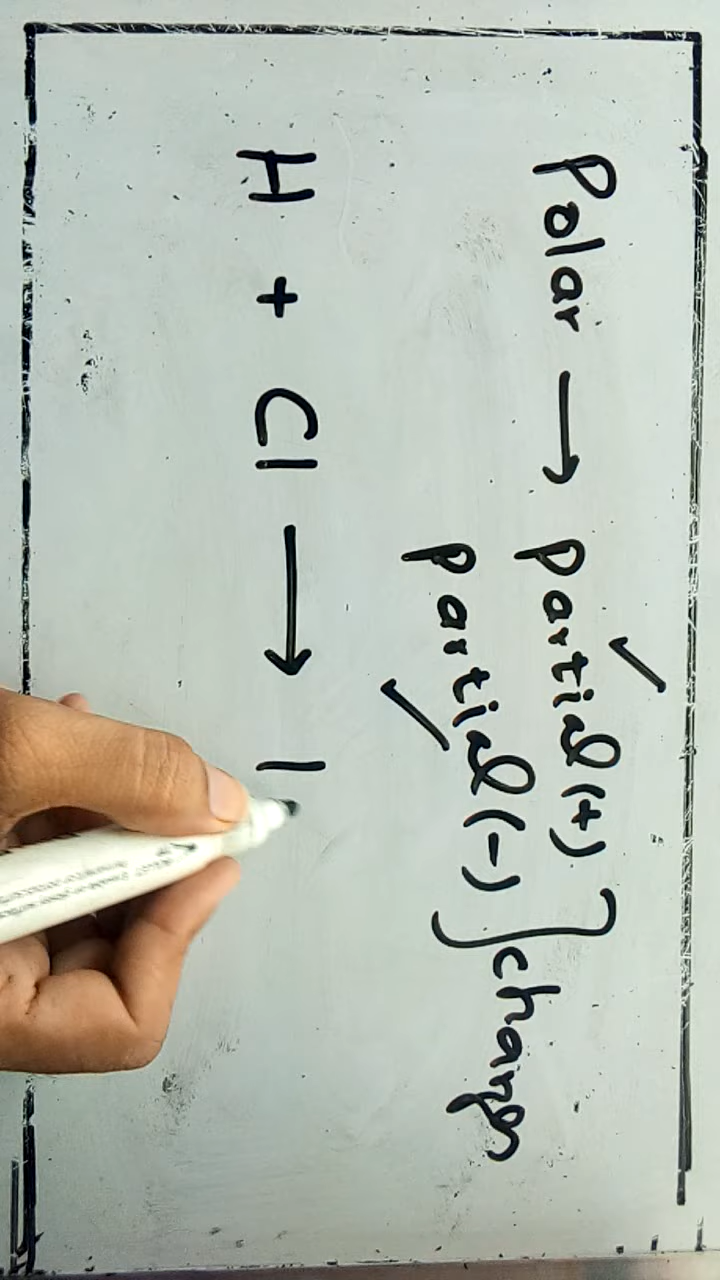 Polar → partial (+)
partial (-) } charge
H + Cl → I